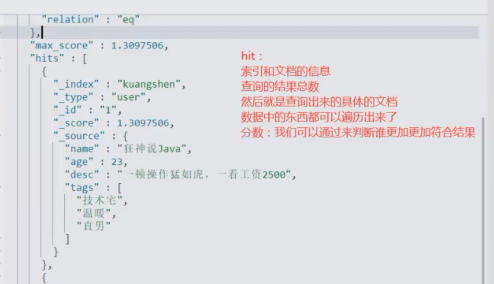 "relation" : "eq"
},
"max_score" : 1.3097506,
"hits" : [
{
"_index" : "kuangshen",
"_type" : "user",
"_id" : "1",
"_score" : 1.3097506,
"_source" : {
"name" : "狂神说Java",
"age" : 23,
"desc" : "一顿操作猛如虎，一看工资2500",
"tags" : [
"技术宅",
"温暖",
"直男"
]
}
},
{
hit：
索引和文档的信息
查询的结果总数
然后就是查询出来的具体的文档
数据中的东西都可以遍历出来了
分数：我们可以通过来判断谁更加更加符合结果